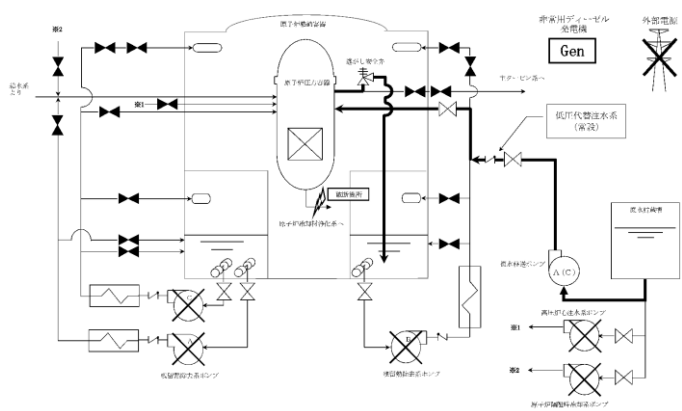 原子炉格納容器
非常用ディーゼル
発電機
外部電源
Gen
※2
逃がし安全弁
原子炉圧力容器
給水系
より
主タービン系へ
※1
低圧代替注水系
（常設）
破断箇所
原子炉冷却材浄化系へ
復水貯蔵槽
復水移送ポンプ
A(C)
高圧炉心注水系ポンプ
※1
C
A
B
※2
残留熱除去系ポンプ
残留熱除去系ポンプ
原子炉隔離時冷却系ポンプ